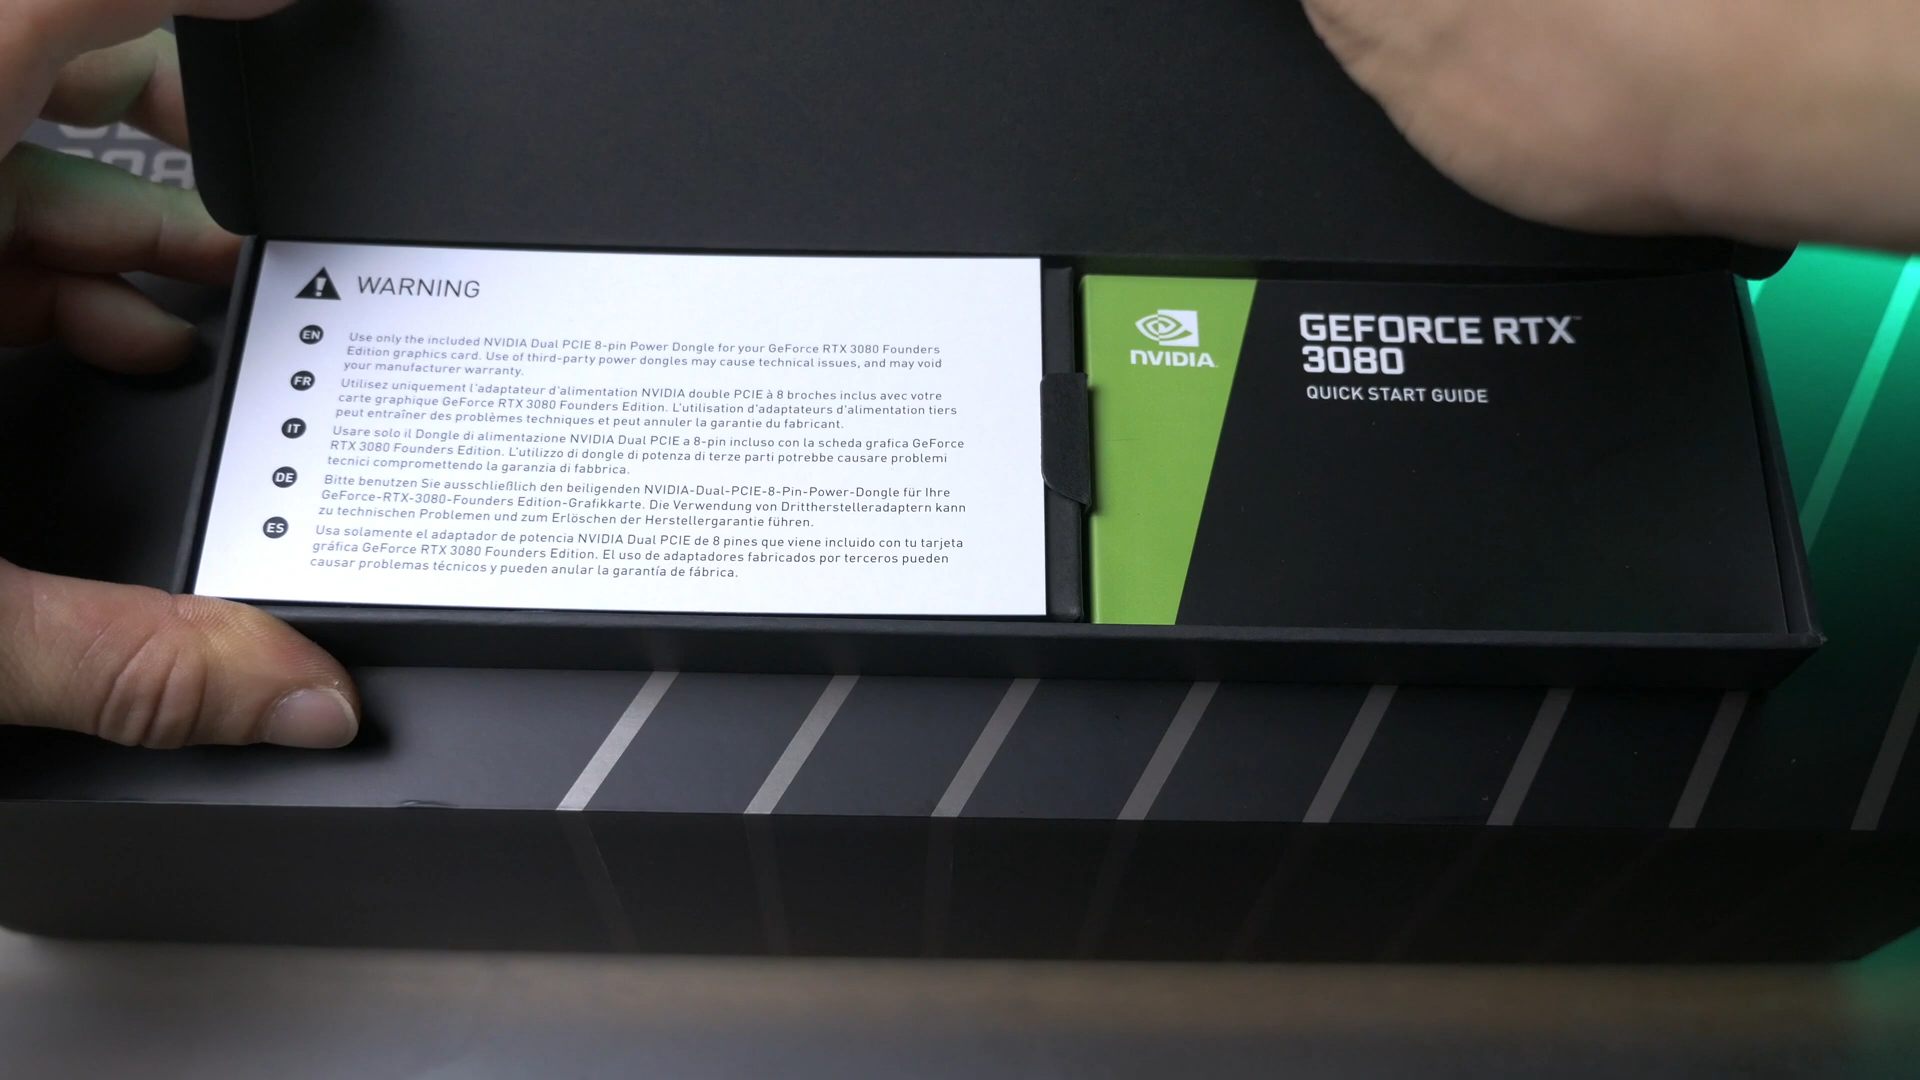 WARNING
EN
Use only the included NVIDIA Dual PCIE 8-pin Power Dongle for your GeForce RTX 3080 Founders
Edition graphics card. Use of third-party power dongles may cause technical issues, and may void
your manufacturer warranty.
FR
Utilisez uniquement l'adaptateur d'alimentation NVIDIA double PCIE à 8 broches inclus avec votre
carte graphique GeForce RTX 3080 Founders Edition. L'utilisation d'adaptateurs d'alimentation tiers
peut entraîner des problèmes techniques et peut annuler la garantie du fabricant.
IT
Usare solo il Dongle di alimentazione NVIDIA Dual PCIE a 8-pin incluso con la scheda grafica GeForce
RTX 3080 Founders Edition. L'utilizzo di dongle di potenza di terze parti potrebbe causare problemi
tecnici compromettendo la garanzia di fabbrica.
DE
Bitte benutzen Sie ausschließlich den beiligenden NVIDIA-Dual-PCIE-8-Pin-Power-Dongle für Ihre
GeForce-RTX-3080-Founders Edition-Grafikkarte. Die Verwendung von Drittherstelleradaptern kann
zu technischen Problemen und zum Erlöschen der Herstellergarantie führen.
ES
Usa solamente el adaptador de potencia NVIDIA Dual PCIE de 8 pines que viene incluido con tu tarjeta
gráfica GeForce RTX 3080 Founders Edition. El uso de adaptadores fabricados por terceros pueden
causar problemas técnicos y pueden anular la garantía de fábrica.
NVIDIA.
GEFORCE RTX™
3080
QUICK START GUIDE